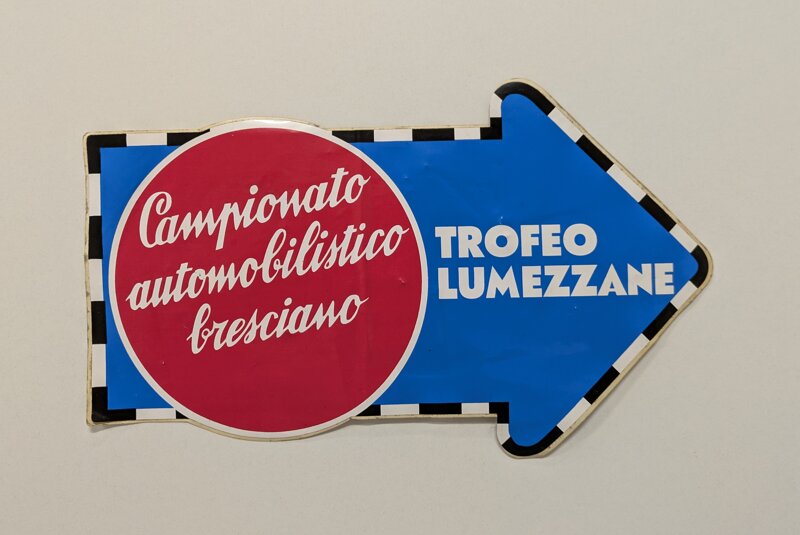 Campionato
automobilistico
bresciano
TROFEO
LUMEZZANE